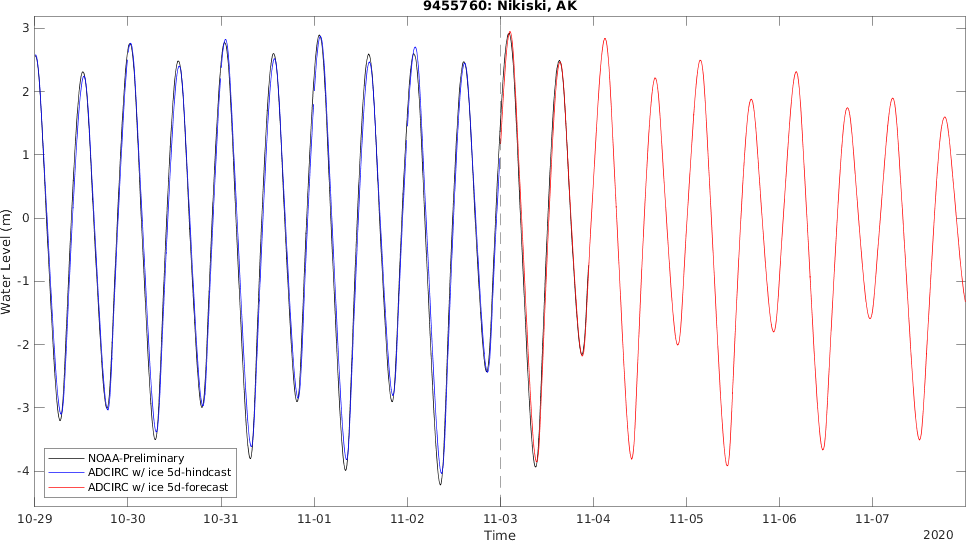 9455760: Nikiski, AK
3
2
1
0
-1
-2
-3
-4
Water Level (m)
NOAA-Preliminary
ADCIRC w/ ice 5d-hindcast
ADCIRC w/ ice 5d-forecast
10-29 10-30 10-31 11-01 11-02 11-03 11-04 11-05 11-06 11-07
Time
2020